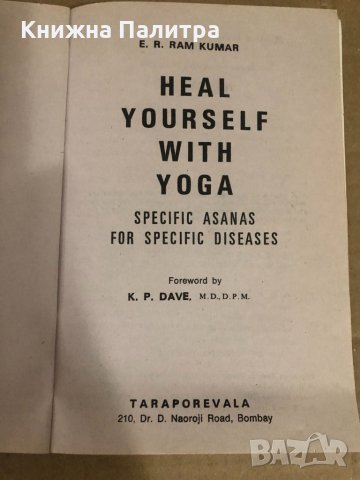 Книжна Палитра
E. R. RAM KUMAR
HEAL
YOURSELF
WITH
YOGA
SPECIFIC ASANAS
FOR SPECIFIC DISEASES
Foreword by
K. P. DAVE, M.D., D.P.M.
TARAPOREVALA
210, Dr. D. Naoroji Road, Bombay
BAZAR